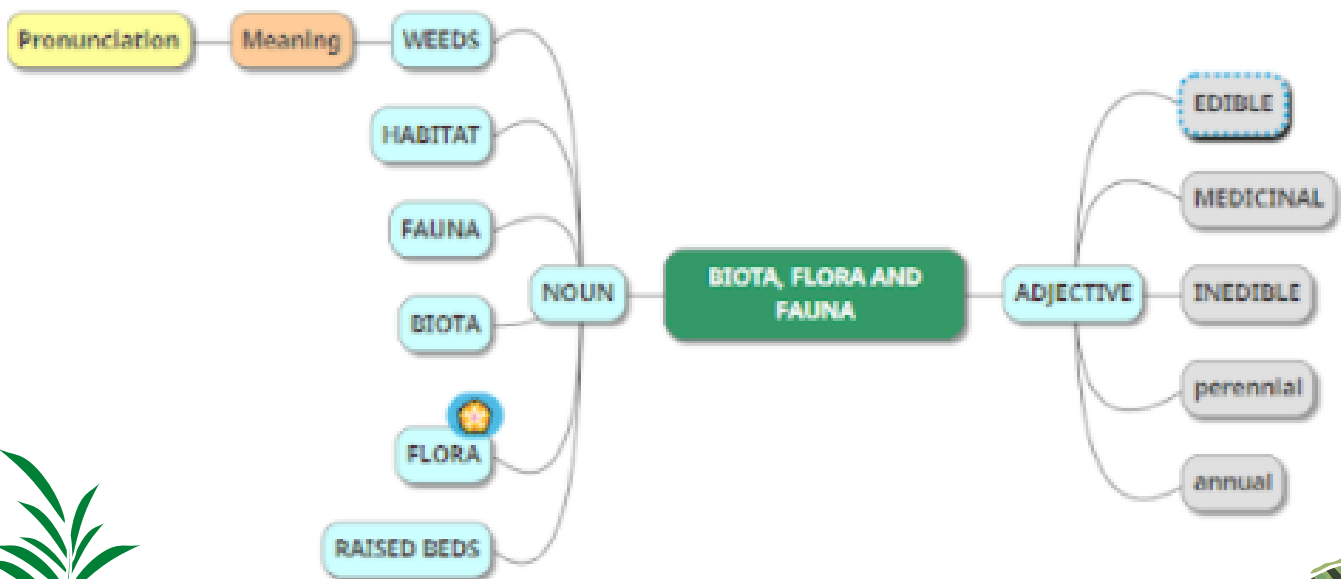 Pronunciation
Meaning
WEEDS
HABITAT
FAUNA
BIOTA
FLORA
RAISED BEDS
NOUN
BIOTA, FLORA AND
FAUNA
ADJECTIVE
EDIBLE
MEDICINAL
INEDIBLE
perennial
annual